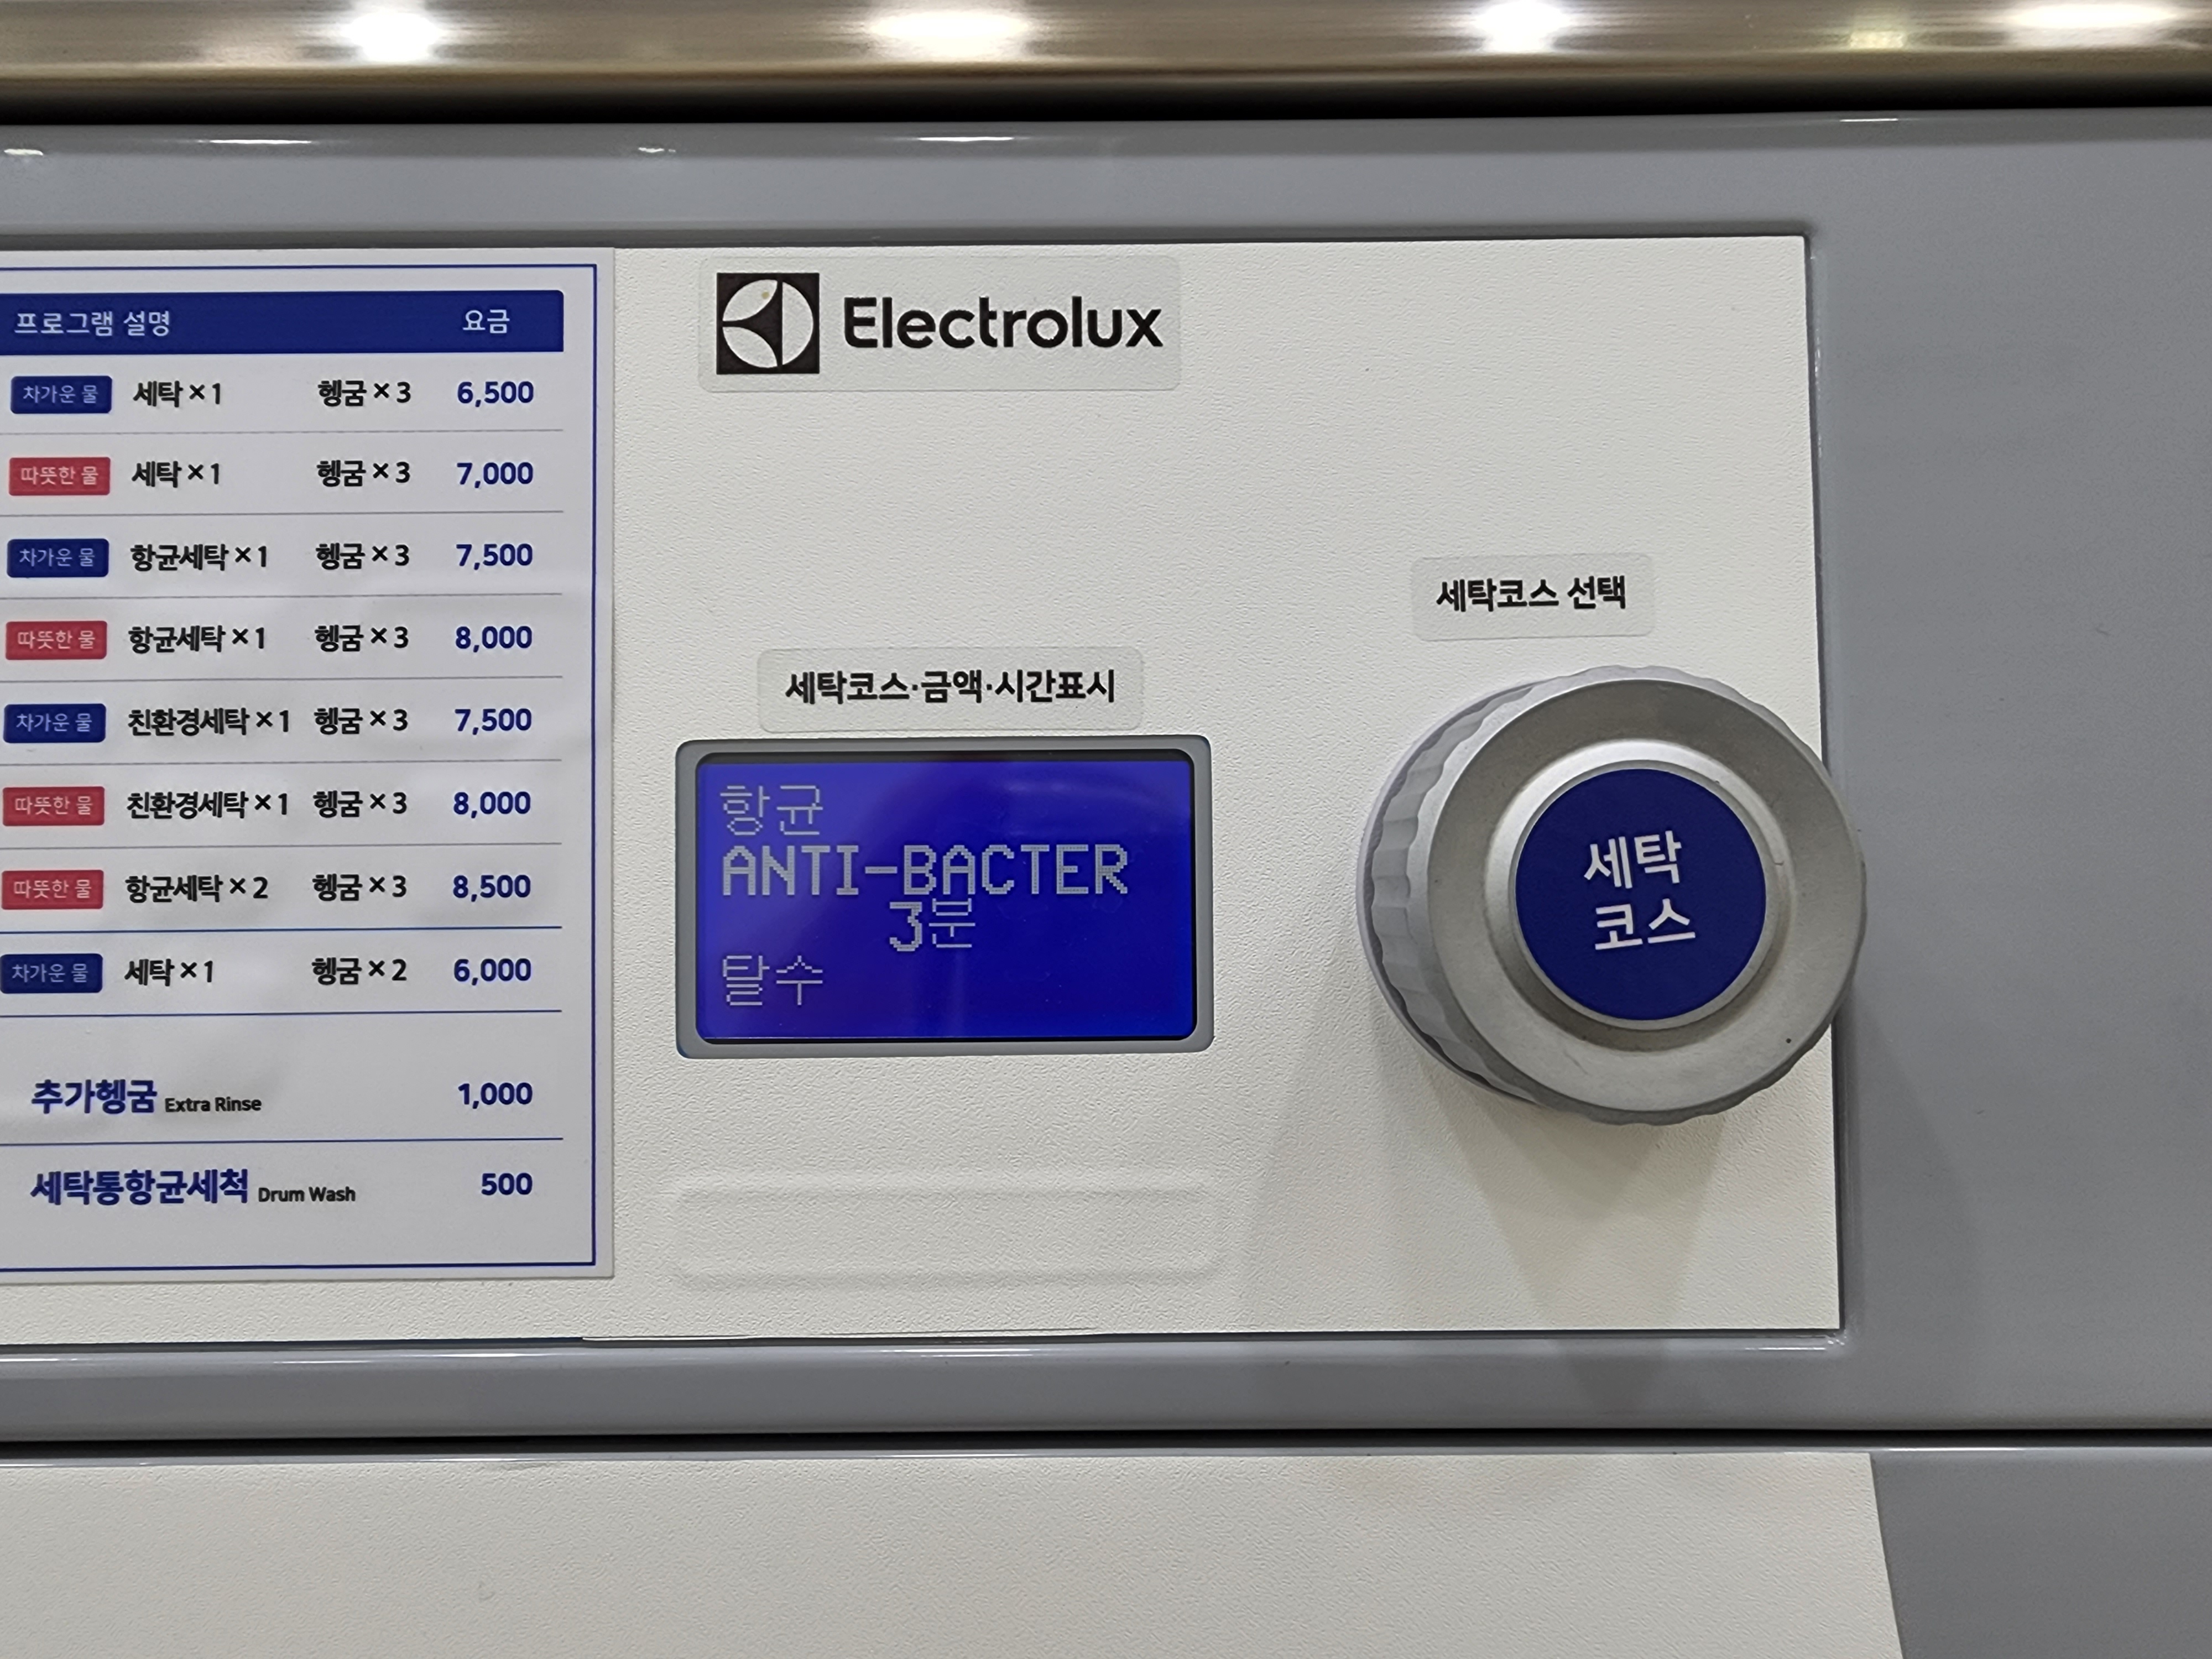 프로그램 설명 요금
차가운 물 세탁 × 1 헹굼 × 3 6,500
따뜻한 물 세탁 × 1 헹굼 × 3 7,000
차가운 물 항균세탁 × 1 헹굼 × 3 7,500
따뜻한 물 항균세탁 × 1 헹굼 × 3 8,000
차가운 물 친환경세탁 × 1 헹굼 × 3 7,500
따뜻한 물 친환경세탁 × 1 헹굼 × 3 8,000
따뜻한 물 항균세탁 × 2 헹굼 × 3 8,500
차가운 물 세탁 × 1 헹굼 × 2 6,000
추가헹굼 Extra Rinse 1,000
세탁통항균세척 Drum Wash 500
Electrolux
세탁코스·금액·시간표시
항균
ANTI-BACTER
3분
탈수
세탁코스 선택
세탁
코스